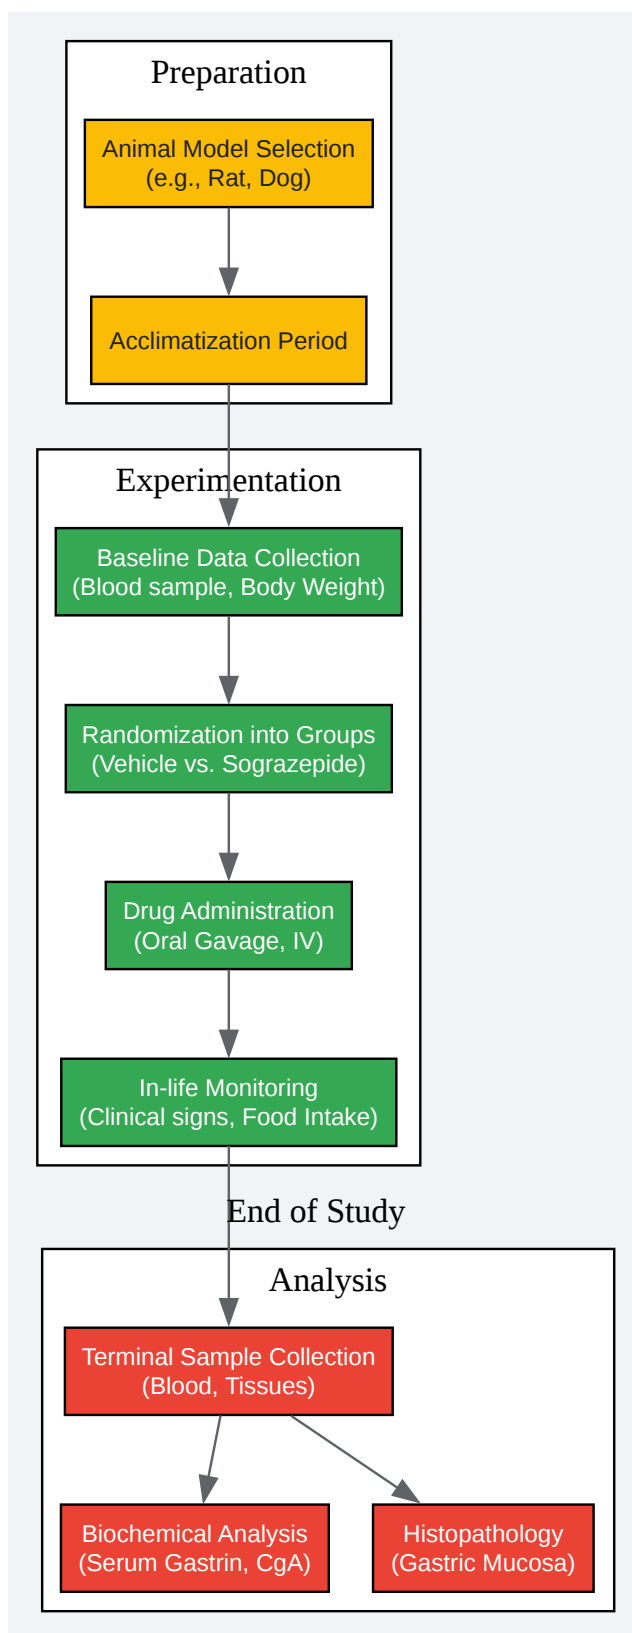 Preparation
Animal Model Selection
(e.g., Rat, Dog)
Acclimatization Period
Experimentation
Baseline Data Collection
(Blood sample, Body Weight)
Randomization into Groups
(Vehicle vs. Sograzepide)
Drug Administration
(Oral Gavage, IV)
In-life Monitoring
(Clinical signs, Food Intake)
End of Study
Analysis
Terminal Sample Collection
(Blood, Tissues)
Biochemical Analysis
(Serum Gastrin, CgA)
Histopathology
(Gastric Mucosa)